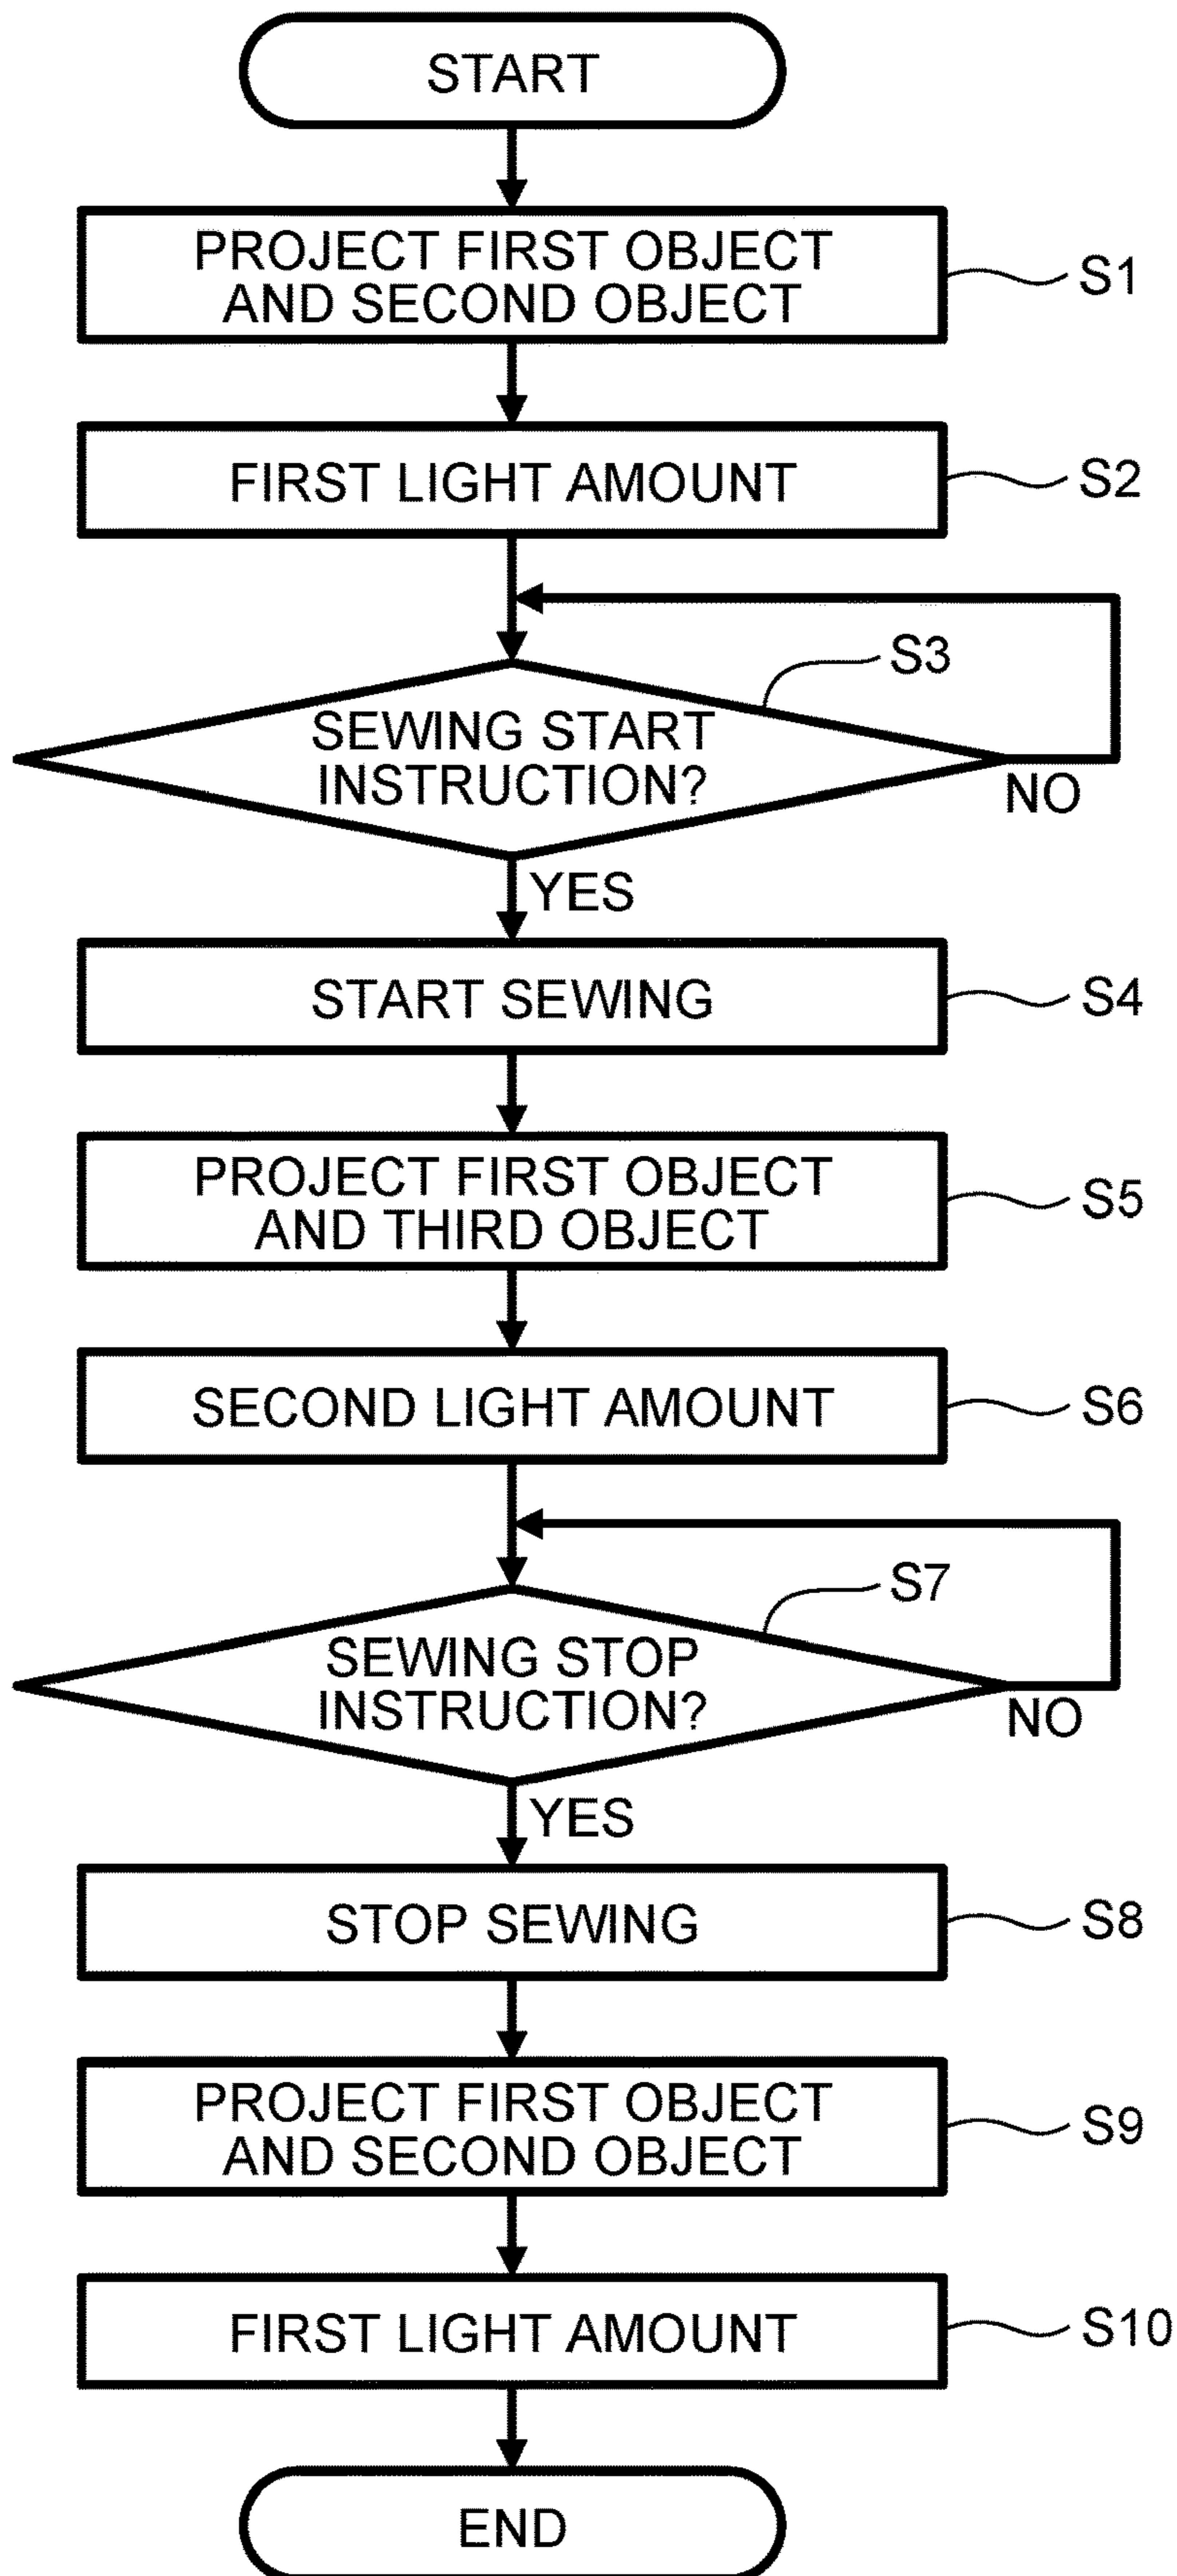 START
PROJECT FIRST OBJECT
AND SECOND OBJECT
S1
FIRST LIGHT AMOUNT
S2
S3
SEWING START
INSTRUCTION?
NO
YES
START SEWING
S4
PROJECT FIRST OBJECT
AND THIRD OBJECT
S5
SECOND LIGHT AMOUNT
S6
S7
SEWING STOP
INSTRUCTION?
NO
YES
STOP SEWING
S8
PROJECT FIRST OBJECT
AND SECOND OBJECT
S9
FIRST LIGHT AMOUNT
S10
END